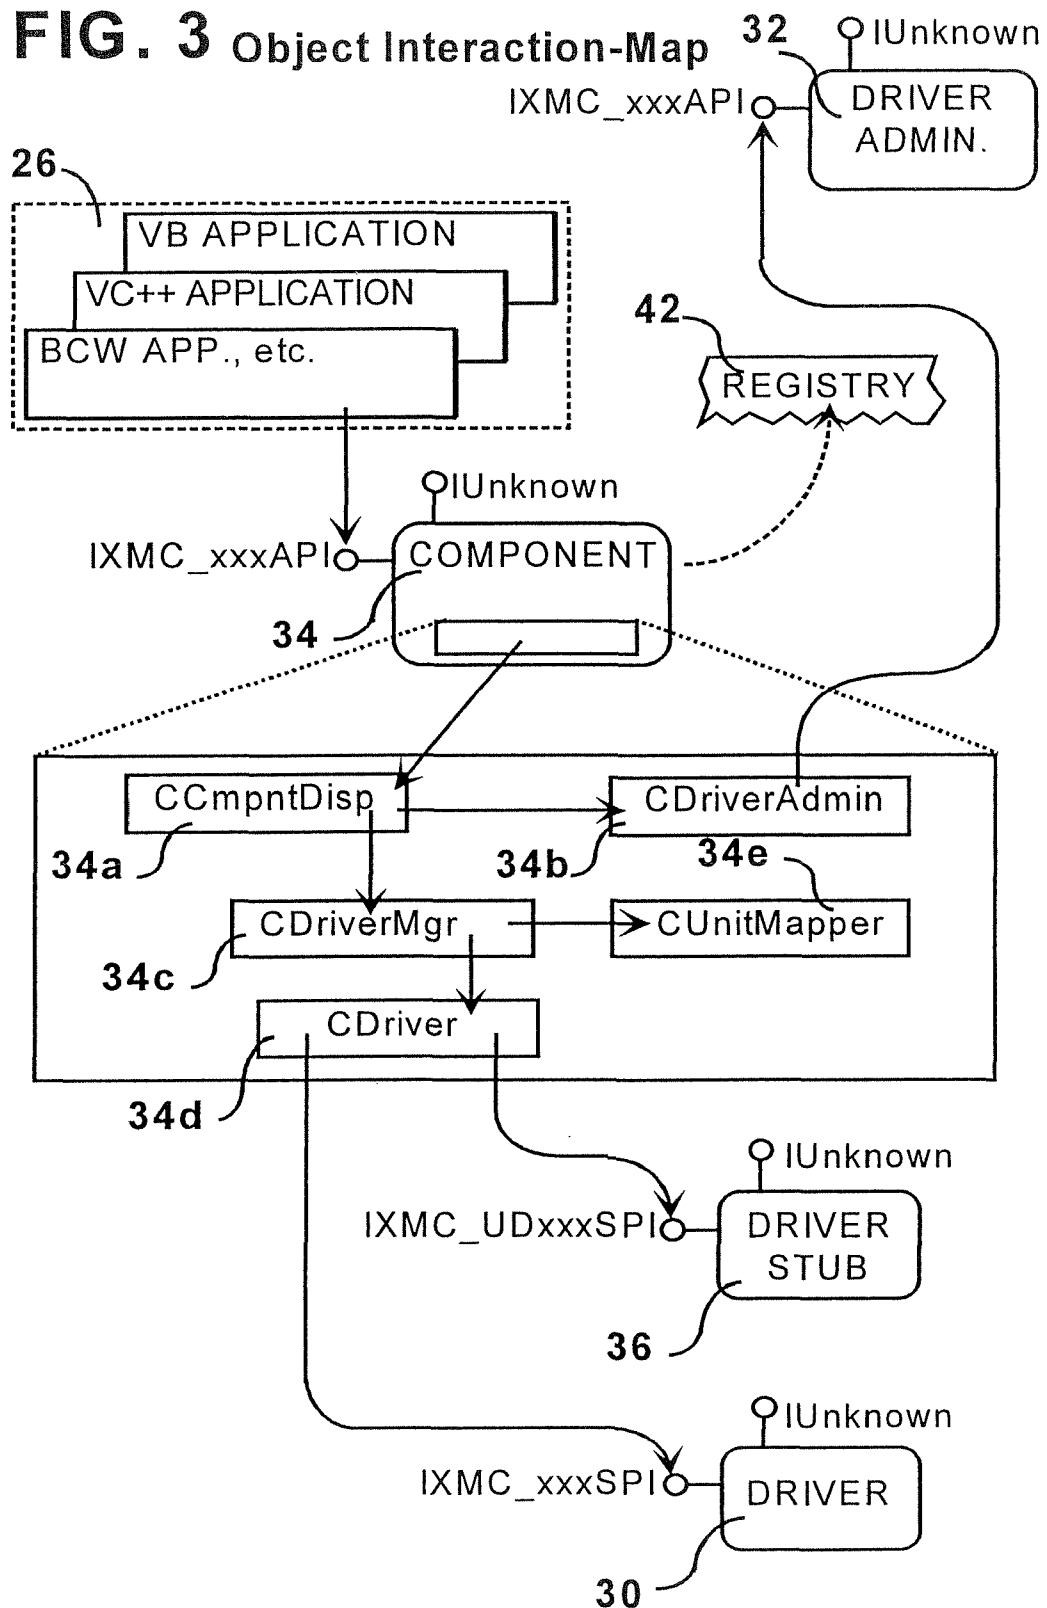 FIG. 3 Object Interaction-Map
32
IUnknown
IXMC_xxxAPI
DRIVER
ADMIN.
26
VB APPLICATION
VC++ APPLICATION
BCW APP., etc.
42
REGISTRY
IUnknown
IXMC_xxxAPI
COMPONENT
34
CCmpntDisp
CDriverAdmin
34a
34b
34e
CDriverMgr
CUnitMapper
34c
CDriver
34d
IUnknown
IXMC_UDxxxSPI
DRIVER
STUB
36
IUnknown
IXMC_xxxSPI
DRIVER
30